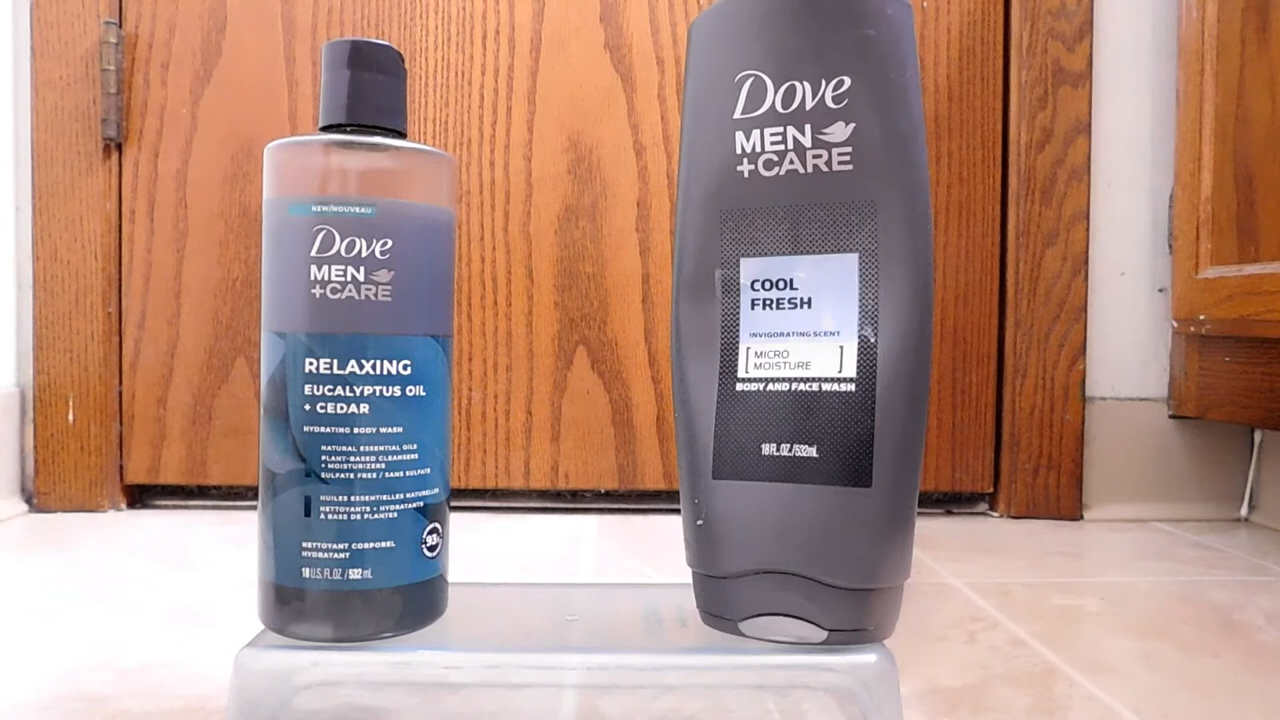 NEW/NOUVEAU
Dove
MEN
+CARE
RELAXING
EUCALYPTUS OIL
+ CEDAR
HYDRATING BODY WASH
NATURAL ESSENTIAL OILS
PLANT-BASED CLEANSERS
+ MOISTURIZERS
SULFATE FREE / SANS SULFATE
HUILES ESSENTIELLES NATURELLES
NETTOYANTS + HYDRATANTS
À BASE DE PLANTES
93%
NETTOYANT CORPOREL
HYDRATANT
18 U.S. FL.OZ. / 532 mL
Dove
MEN
+CARE
COOL
FRESH
INVIGORATING SCENT
[MICRO
MOISTURE]
BODY AND FACE WASH
18 FL. OZ./532mL